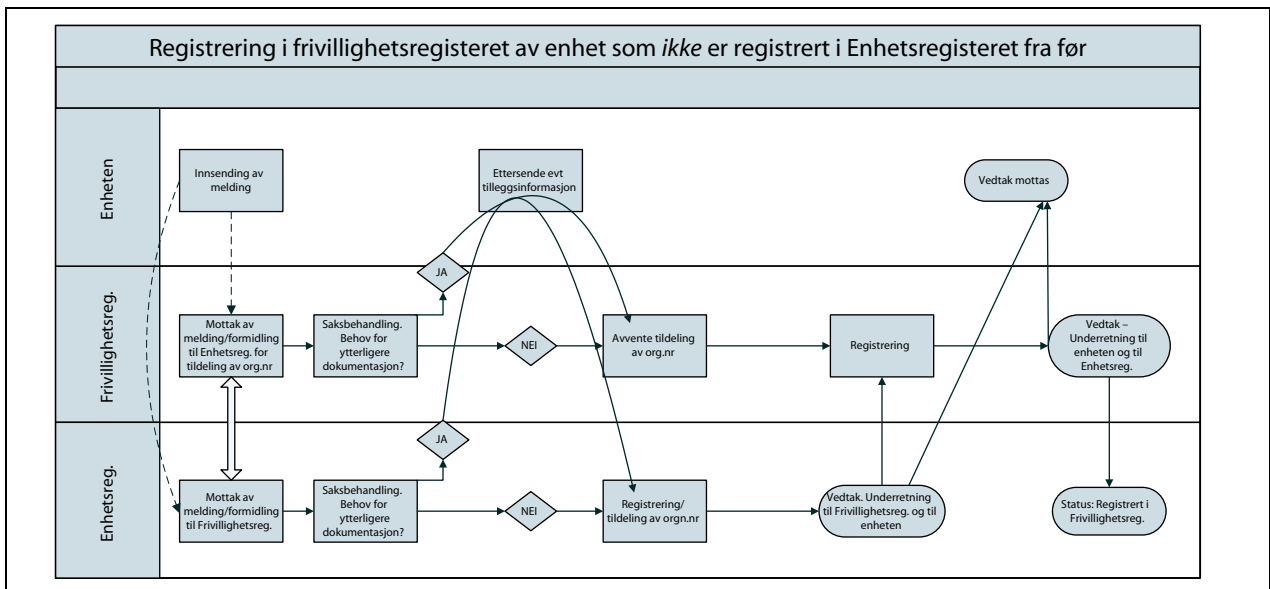 Registrering i frivillighetsregisteret av enhet som ikke er registrert i Enhetsregisteret fra før
Enheten
Innsending av
melding
Ettersende evt
tilleggsinformasjon
Vedtak mottas
JA
Frivillighetsreg.
Mottak av
melding/formidling
til Enhetsreg. for
tildeling av org.nr
Saksbehandling.
Behov for
ytterligere
dokumentasjon?
NEI
Avvente tildeling
av org.nr
Registrering
Vedtak –
Underretning til
enheten og til
Enhetsreg.
JA
Enhetsreg.
Mottak av
melding/formidling
til Frivillighetsreg.
Saksbehandling.
Behov for
ytterligere
dokumentasjon?
NEI
Registrering/
tildeling av orgn.nr
Vedtak. Underretning
til Frivillighetsreg. og til
enheten
Status: Registrert i
Frivillighetsreg.